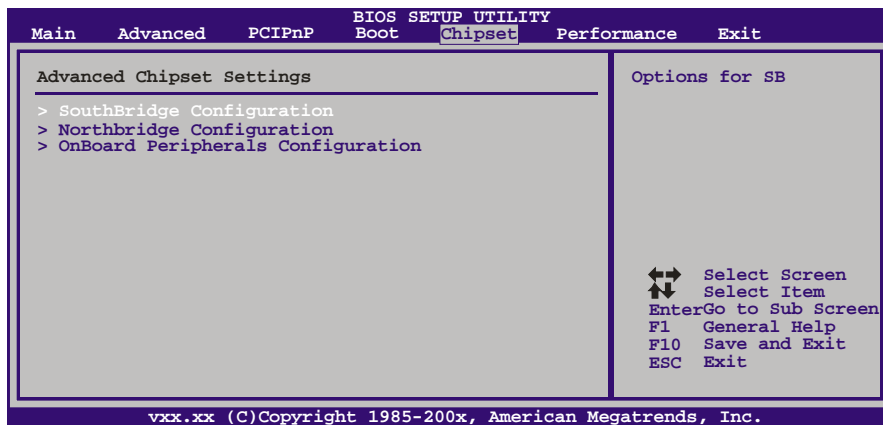 BIOS SETUP UTILITY
Main Advanced PCIPnP Boot Chipset Performance Exit
Advanced Chipset Settings
> SouthBridge Configuration
> Northbridge Configuration
> OnBoard Peripherals Configuration
Options for SB
Select Screen
Select Item
Enter Go to Sub Screen
F1 General Help
F10 Save and Exit
ESC Exit
vxx.xx (C)Copyright 1985-200x, American Megatrends, Inc.